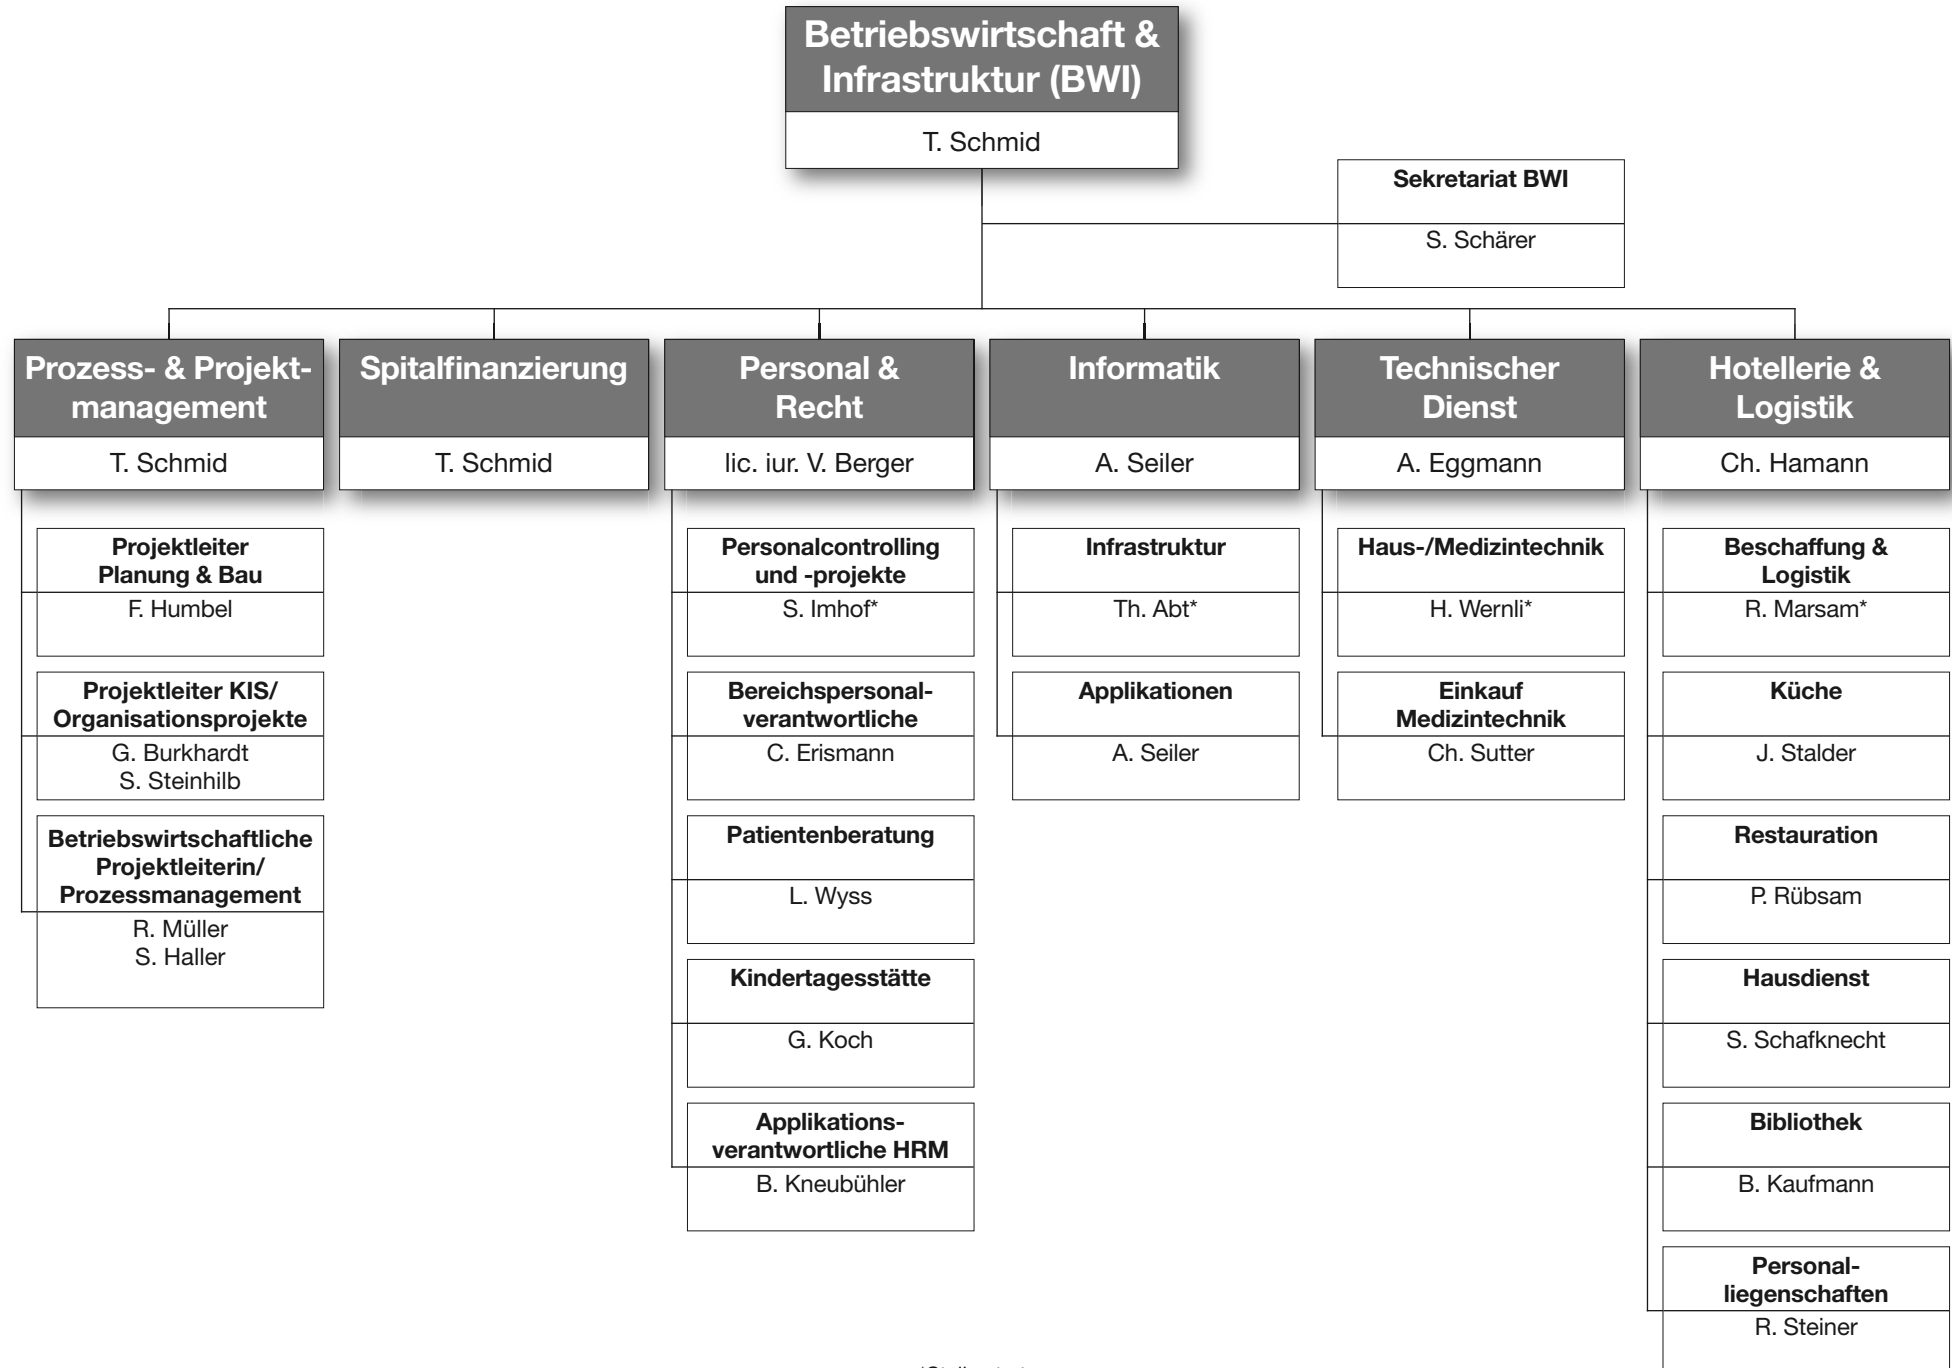 Betriebswirtschaft &
Infrastruktur (BWI)
T. Schmid
Sekretariat BWI
S. Schärer
Prozess- & Projekt-
management
T. Schmid
Projektleiter
Planung & Bau
F. Humbel
Projektleiter KIS/
Organisationsprojekte
G. Burkhardt
S. Steinhilb
Betriebswirtschaftliche
Projektleiterin/
Prozessmanagement
R. Müller
S. Haller
Spitalfinanzierung
T. Schmid
Personal &
Recht
lic. iur. V. Berger
Personalcontrolling
und -projekte
S. Imhof*
Bereichspersonal-
verantwortliche
C. Erismann
Patientenberatung
L. Wyss
Kindertagesstätte
G. Koch
Applikations-
verantwortliche HRM
B. Kneubühler
Informatik
A. Seiler
Infrastruktur
Th. Abt*
Applikationen
A. Seiler
Technischer
Dienst
A. Eggmann
Haus-/Medizintechnik
H. Wernli*
Einkauf
Medizintechnik
Ch. Sutter
Hotellerie &
Logistik
Ch. Hamann
Beschaffung &
Logistik
R. Marsam*
Küche
J. Stalder
Restauration
P. Rübsam
Hausdienst
S. Schafknecht
Bibliothek
B. Kaufmann
Personal-
liegenschaften
R. Steiner